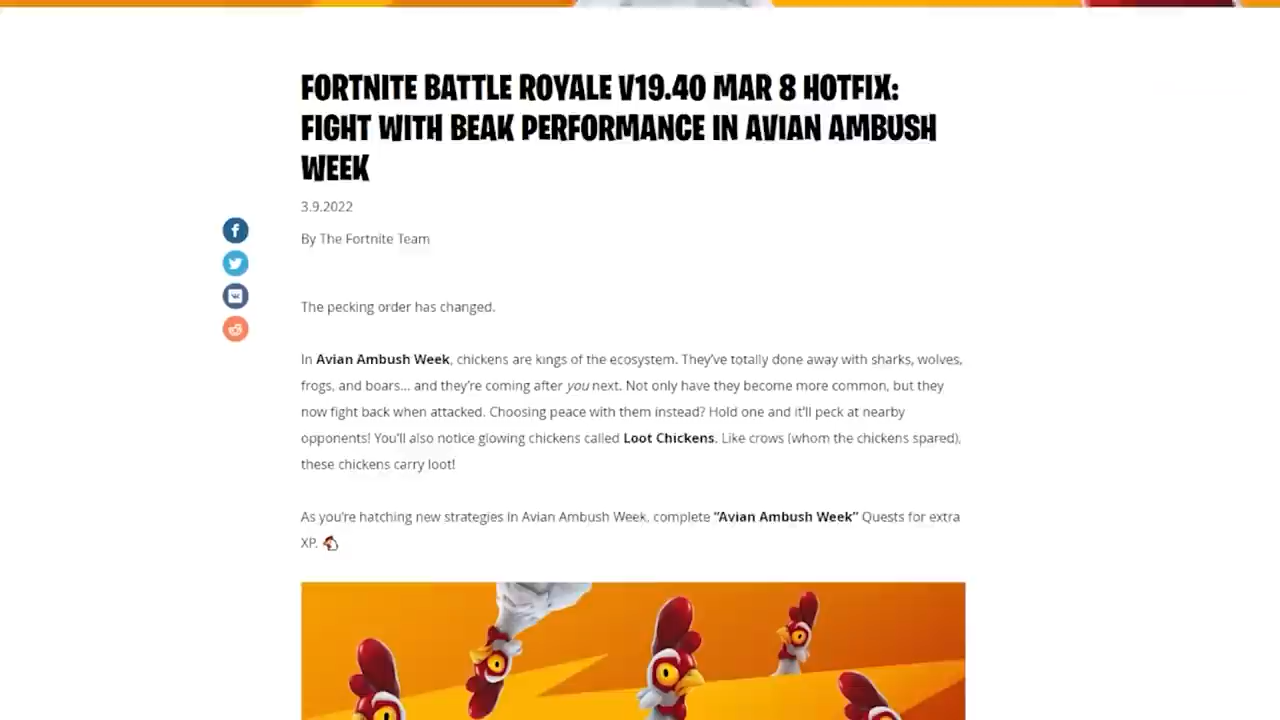 FORTNITE BATTLE ROYALE V19.40 MAR 8 HOTFIX:
FIGHT WITH BEAK PERFORMANCE IN AVIAN AMBUSH
WEEK
3.9.2022
By The Fortnite Team
The pecking order has changed.
In Avian Ambush Week, chickens are kings of the ecosystem. They've totally done away with sharks, wolves,
frogs, and boars... and they're coming after you next. Not only have they become more common, but they
now fight back when attacked. Choosing peace with them instead? Hold one and it'll peck at nearby
opponents! You'll also notice glowing chickens called Loot Chickens. Like crows (whom the chickens spared),
these chickens carry loot!
As you're hatching new strategies in Avian Ambush Week, complete “Avian Ambush Week” Quests for extra
XP.